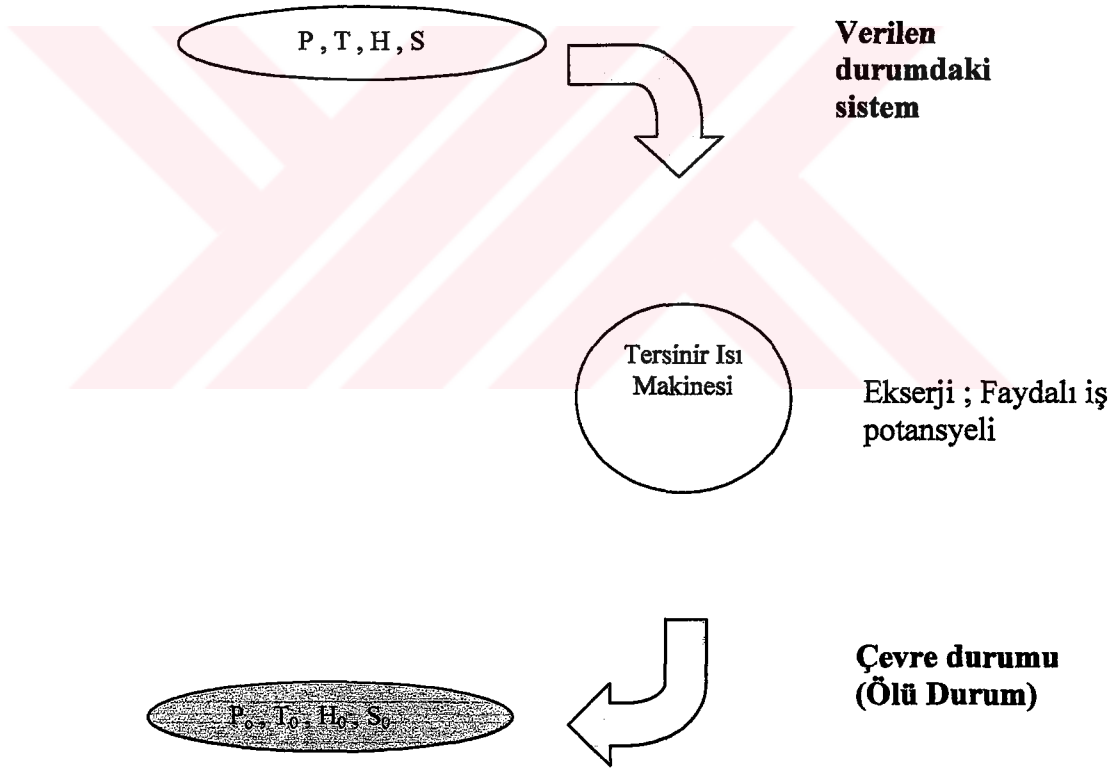 P , T , H , S
Verilen
durumdaki
sistem
Tersinir Isı
Makinesi
Ekserji ; Faydalı iş
potansyeli
Çevre durumu
(Ölü Durum)
P₀ , T₀ , H₀ , S₀